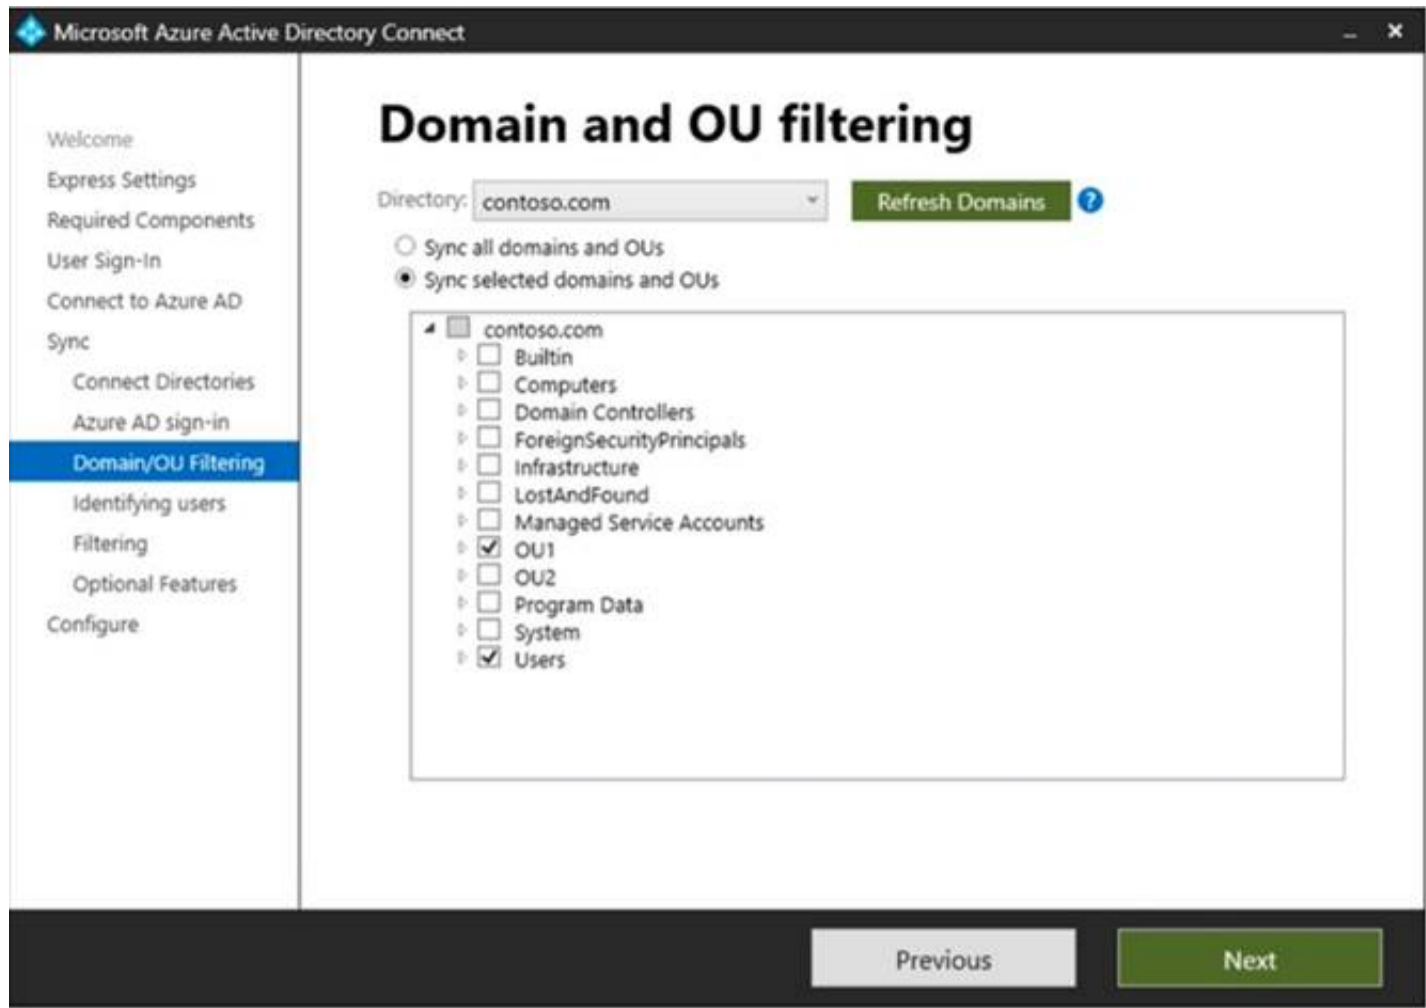 Microsoft Azure Active Directory Connect
Welcome
Express Settings
Required Components
User Sign-In
Connect to Azure AD
Sync
Connect Directories
Azure AD sign-in
Domain/OU Filtering
Identifying users
Filtering
Optional Features
Configure
Domain and OU filtering
Directory: contoso.com Refresh Domains ?
Sync all domains and OUs
Sync selected domains and OUs
contoso.com
Builtin
Computers
Domain Controllers
ForeignSecurityPrincipals
Infrastructure
LostAndFound
Managed Service Accounts
OU1
OU2
Program Data
System
Users
Previous Next